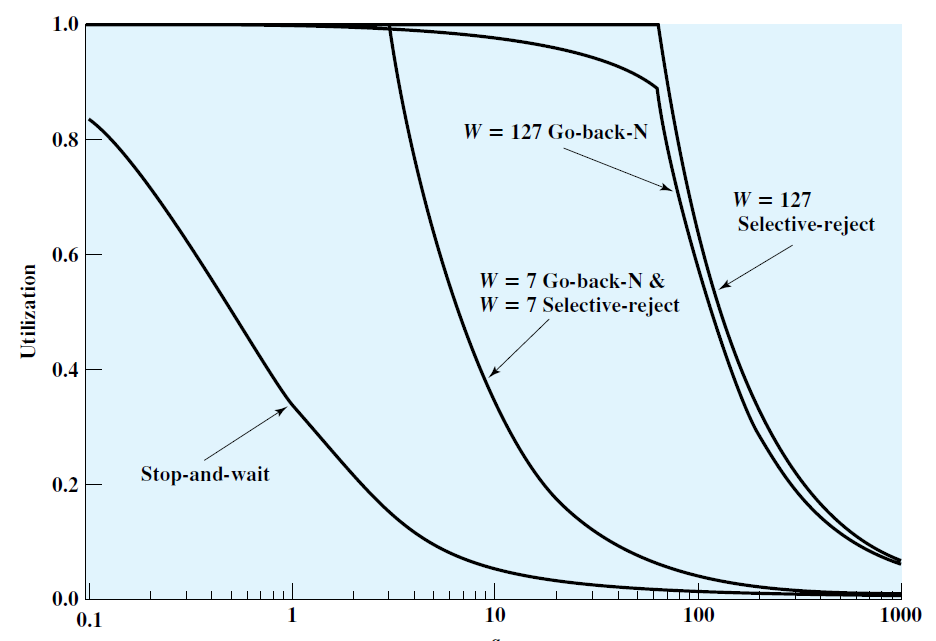 1.0
0.8
0.6
0.4
0.2
0.0
Utilization
W = 127 Go-back-N
W = 127
Selective-reject
W = 7 Go-back-N &
W = 7 Selective-reject
Stop-and-wait
0.1
1
10
100
1000